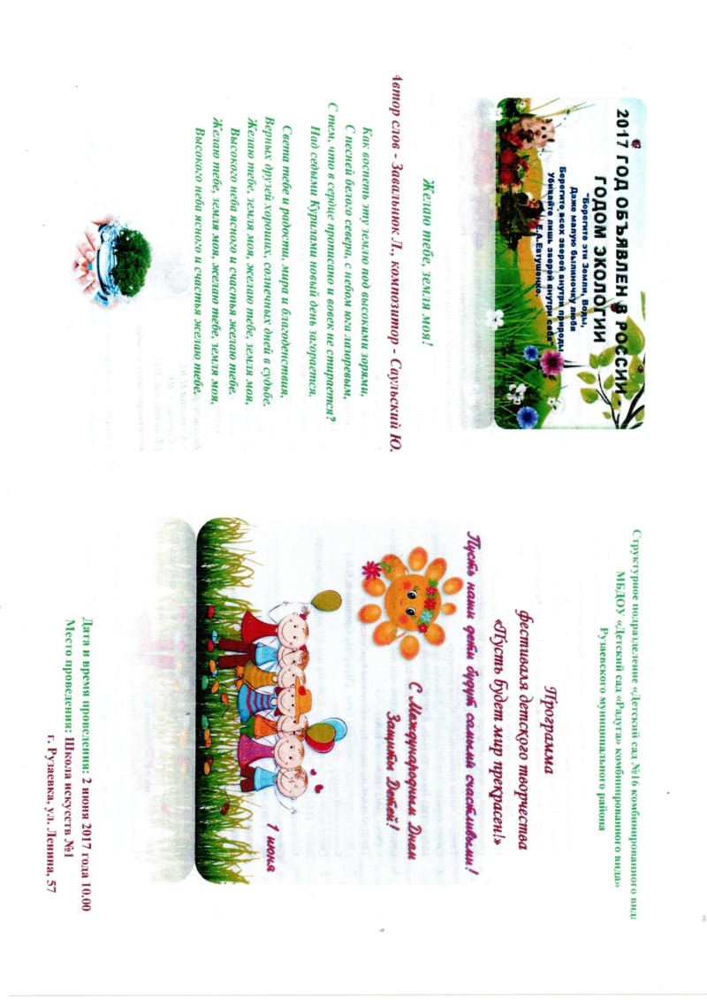 2017 ГОД ОБЪЯВЛЕН В РОССИИ
ГОДОМ ЭКОЛОГИИ
"Берегите эти Земли, Воды,
Даже малую былиночку любя
Берегите всех зверей внутри природы
Убивайте лишь зверей внутри себя"
Е.А.Евтушенко
Желаю тебе, земля моя!
Автор слов - Завальнюк Л., композитор - Саульский Ю.
Как воспеть эту землю под высокими зорями,
С песней белого севера, с небом юга лазоревым,
С тем, что в сердце прописано и вовек не стирается?
Над седыми Курилами новый день загорается.
Света тебе и радости, мира и благоденствия,
Верных друзей хороших, солнечных дней в судьбе,
Желаю тебе, земля моя, желаю тебе, земля моя,
Высокого неба ясного и счастья желаю тебе.
Желаю тебе, земля моя, желаю тебе, земля моя,
Высокого неба ясного и счастья желаю тебе.
Структурное подразделение «Детский сад №16 комбинированного вида
МБДОУ «Детский сад «Радуга» комбинированного вида»
Рузаевского муниципального района
Программа
фестиваля детского творчества
«Пусть будет мир прекрасен!»
Пусть наши дети будут самыми счастливыми!
С Международным Днем
Защиты Детей!
1 июня
Дата и время проведения: 2 июня 2017 года 10.00
Место проведения: Школа искусств №1
г. Рузаевка, ул. Ленина, 57